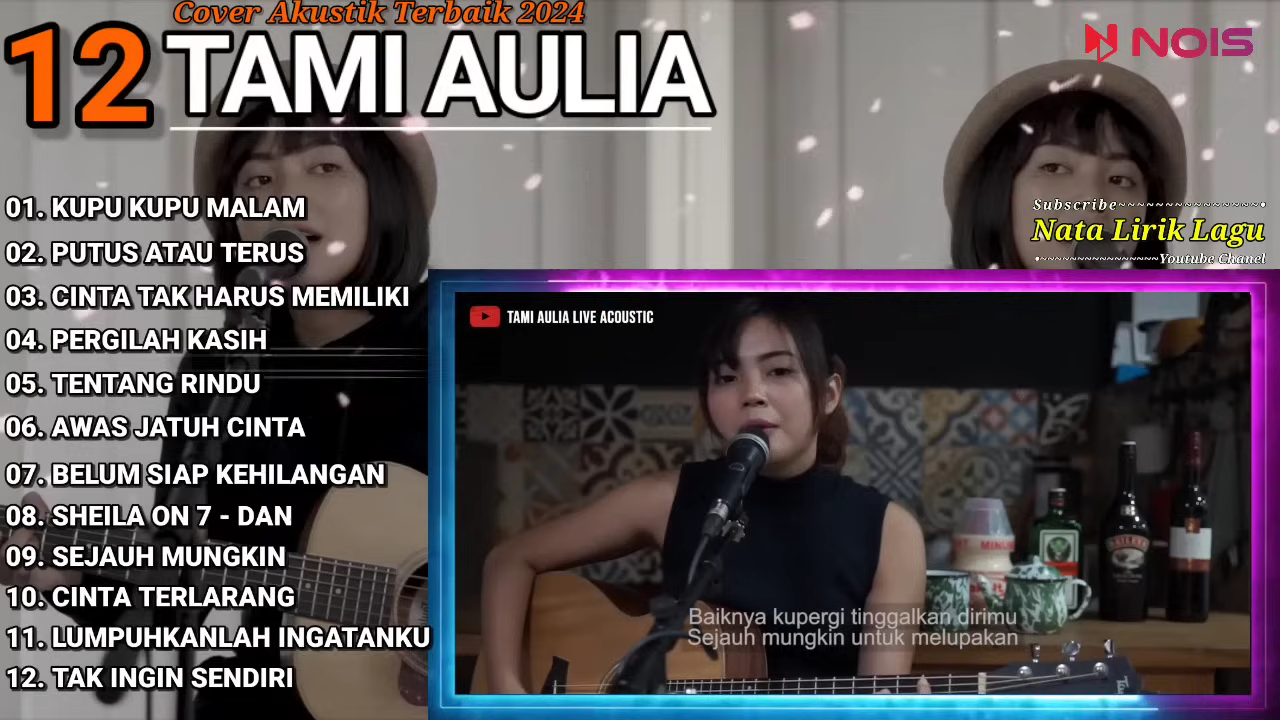 Cover Akustik Terbaik 2024
12 TAMI AULIA
NOIS
01. KUPU KUPU MALAM
02. PUTUS ATAU TERUS
03. CINTA TAK HARUS MEMILIKI
04. PERGILAH KASIH
05. TENTANG RINDU
06. AWAS JATUH CINTA
07. BELUM SIAP KEHILANGAN
08. SHEILA ON 7 - DAN
09. SEJAUH MUNGKIN
10. CINTA TERLARANG
11. LUMPUHKANLAH INGATANKU
12. TAK INGIN SENDIRI
Subscribe~~~~~~~~~~~~~~~•
Nata Lirik Lagu
•~~~~~~~~~~~~~~~~Youtube Chanel
TAMI AULIA LIVE ACOUSTIC
BAILEYS
Baiknya kupergi tinggalkan dirimu
Sejauh mungkin untuk melupakan